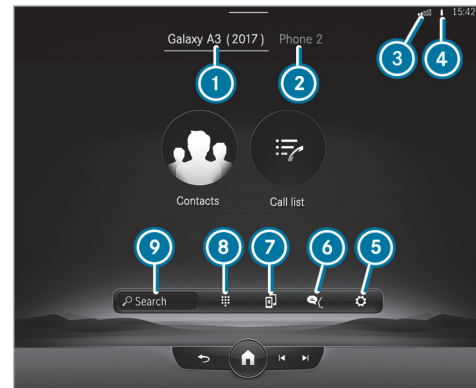 15:42
Galaxy A3 (2017) Phone 2
3 4
1 2
Contacts Call list
9 8 7 6 5
Search